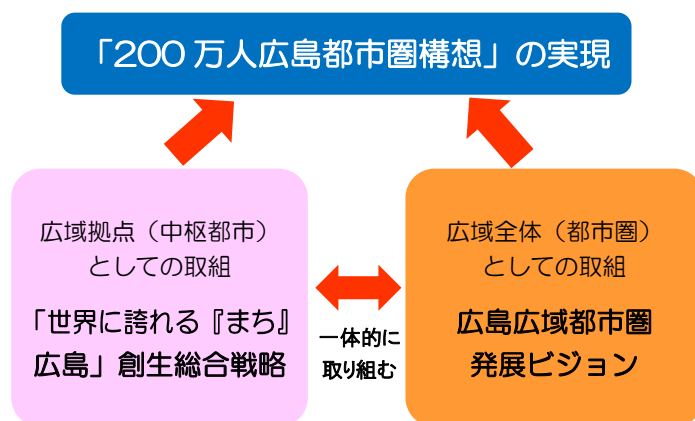 「200万人広島都市圏構想」の実現
広域拠点（中枢都市）
としての取組
「世界に誇れる『まち』
広島」創生総合戦略
一体的に
取り組む
広域全体（都市圏）
としての取組
広島広域都市圏
発展ビジョン